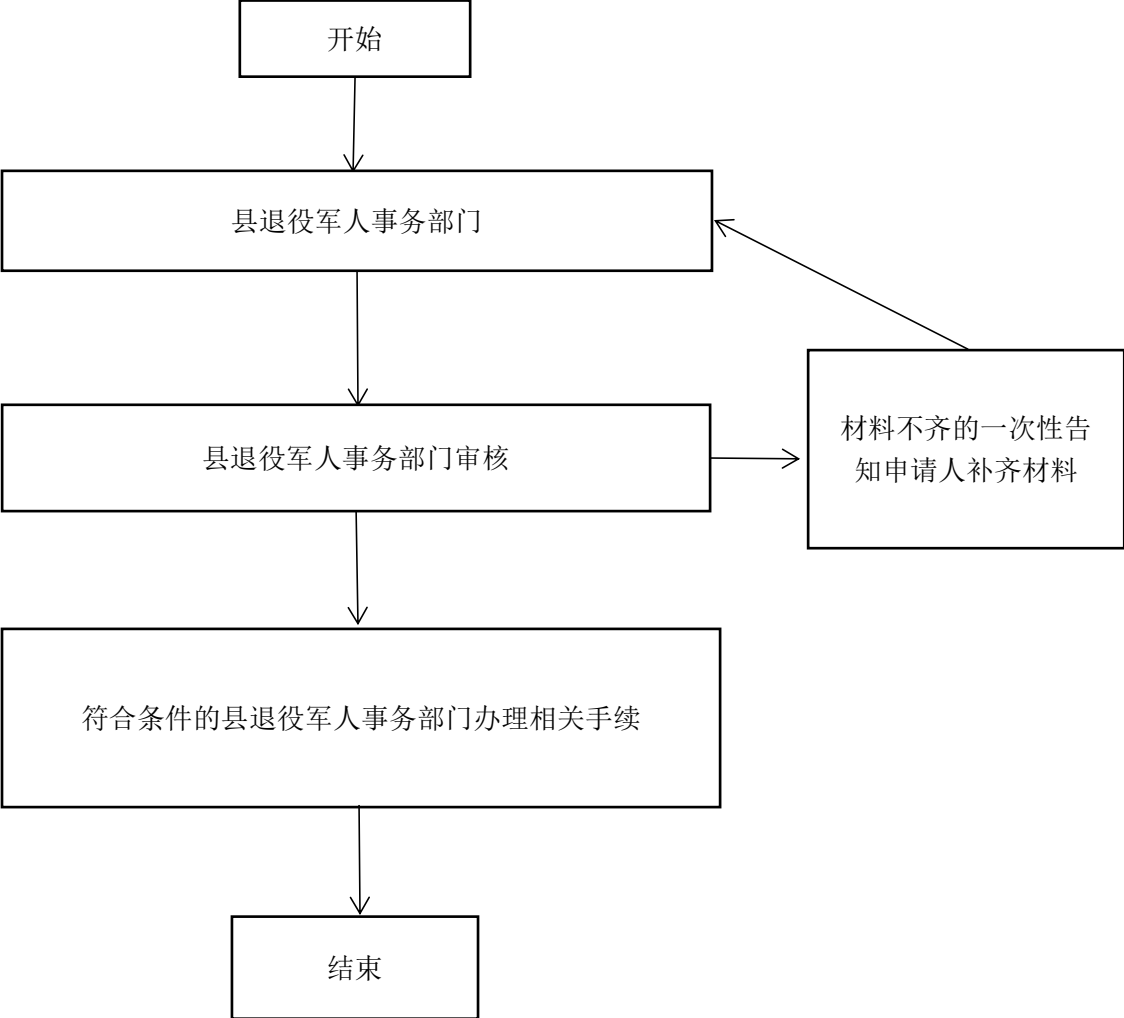 开始
县退役军人事务部门
县退役军人事务部门审核
材料不齐的一次性告
知申请人补齐材料
符合条件的县退役军人事务部门办理相关手续
结束